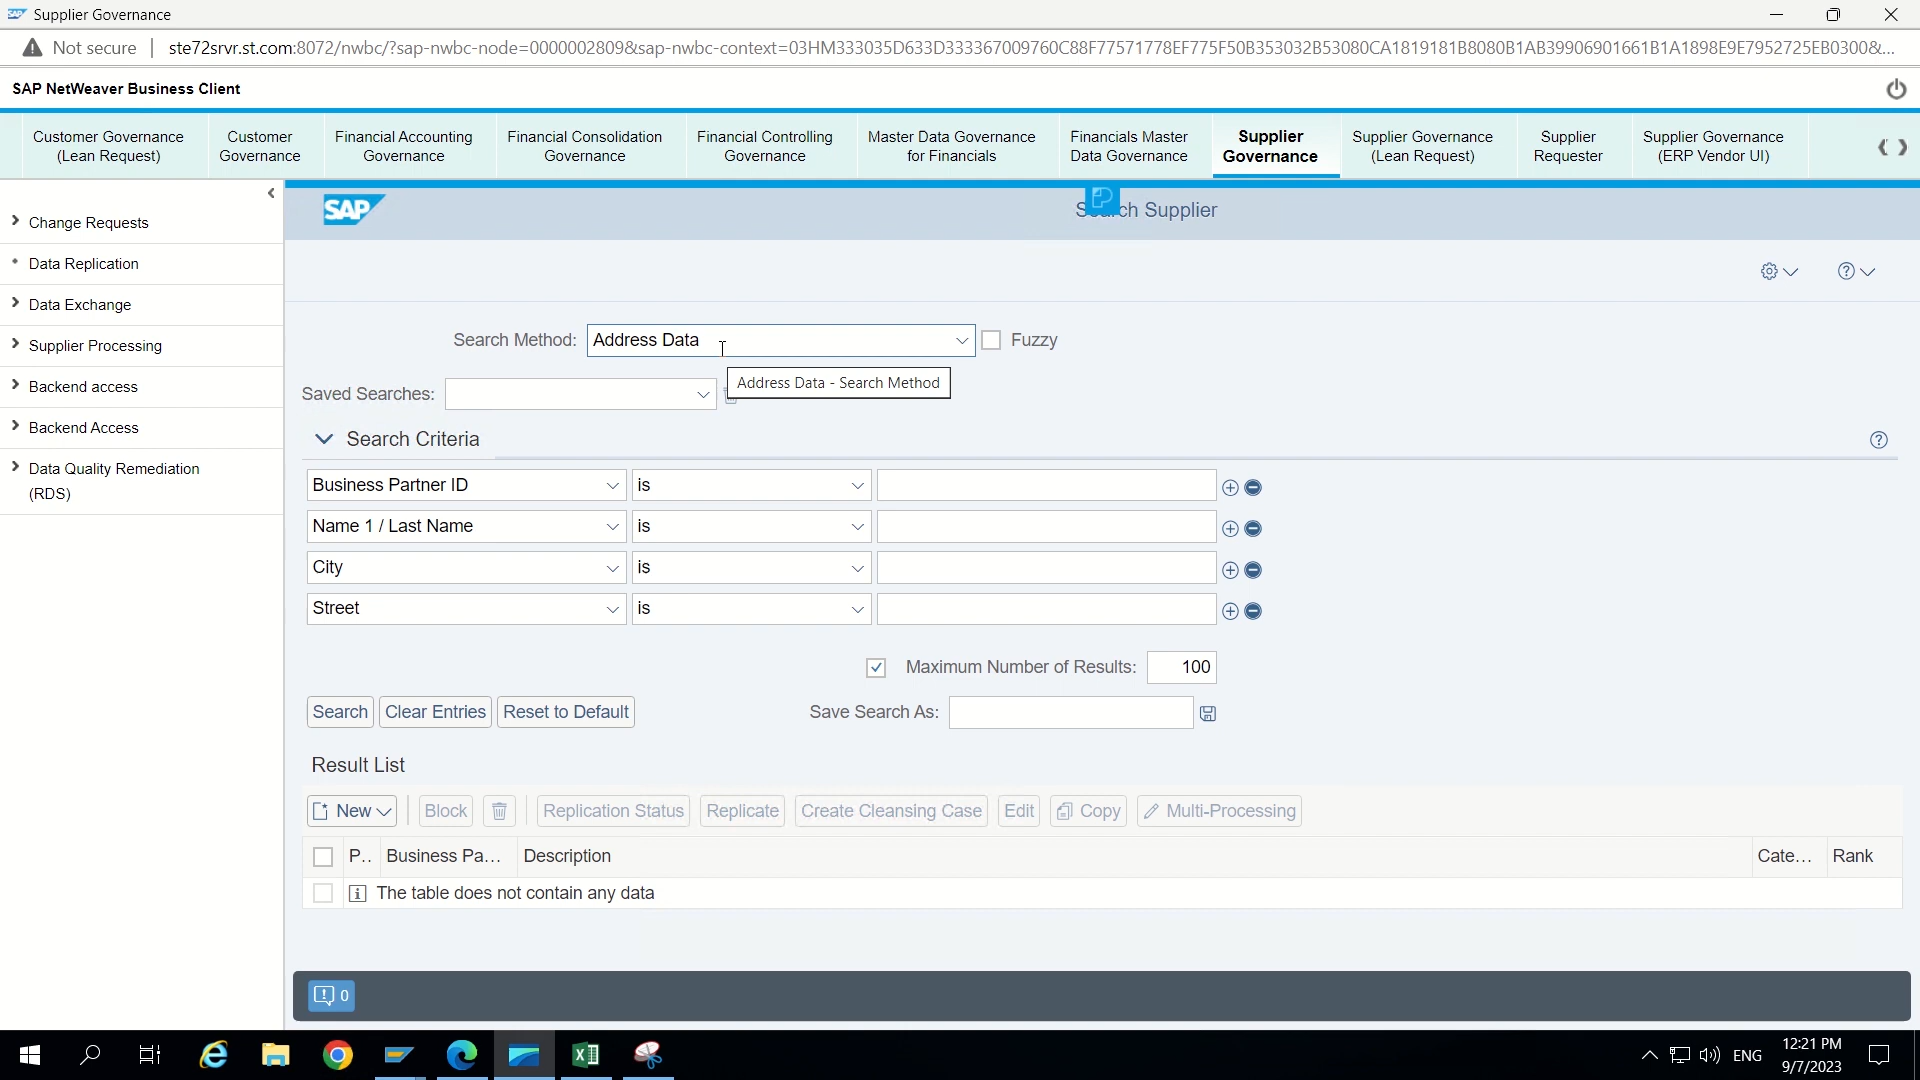 Supplier Governance
Not secure | ste72srvr.st.com:8072/nwbc/?sap-nwbc-node=0000002809&sap-nwbc-context=03HM333035D633D333367009760C88F77571778EF775F50B353032B53080CA1819181B8080B1AB39906901661B1A1898E9E7952725EB0300&...
SAP NetWeaver Business Client
Customer Governance (Lean Request)
Customer Governance
Financial Accounting Governance
Financial Consolidation Governance
Financial Controlling Governance
Master Data Governance for Financials
Financials Master Data Governance
Supplier Governance
Supplier Governance (Lean Request)
Supplier Requester
Supplier Governance (ERP Vendor UI)
Change Requests
Data Replication
Data Exchange
Supplier Processing
Backend access
Backend Access
Data Quality Remediation
(RDS)
SAP
Search Supplier
Search Method: Address Data Fuzzy
Address Data - Search Method
Saved Searches:
Search Criteria
Business Partner ID is
Name 1 / Last Name is
City is
Street is
Maximum Number of Results: 100
Search Clear Entries Reset to Default Save Search As:
Result List
New Block Replication Status Replicate Create Cleansing Case Edit Copy Multi-Processing
P.. Business Pa... Description Cate... Rank
The table does not contain any data
0
ENG
12:21 PM
9/7/2023